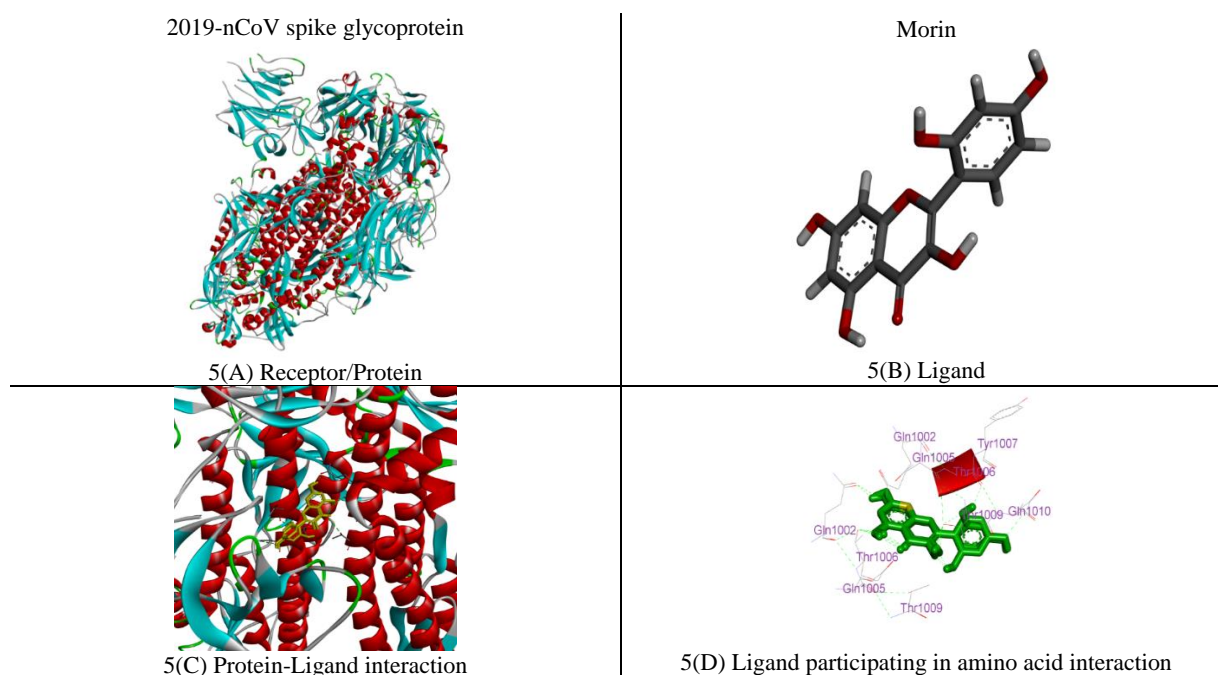 2019-nCoV spike glycoprotein
Morin
5(A) Receptor/Protein
5(B) Ligand
Gln1002
Gln1005
Tyr1007
Thr1006
Thr1009
Gln1010
Gln1002
Thr1006
Gln1005
Thr1009
5(C) Protein-Ligand interaction
5(D) Ligand participating in amino acid interaction